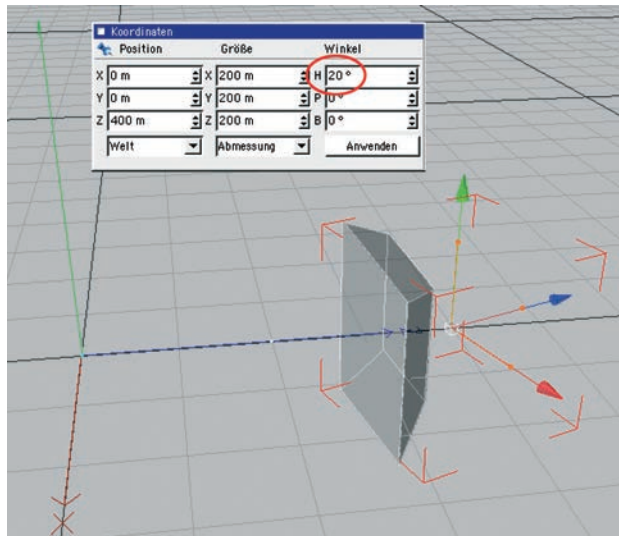 Koordinaten
Position Größe Winkel
X 0 m X 200 m H 20 °
Y 0 m Y 200 m P 0 °
Z 400 m Z 200 m B 0 °
Welt Abmessung Anwenden